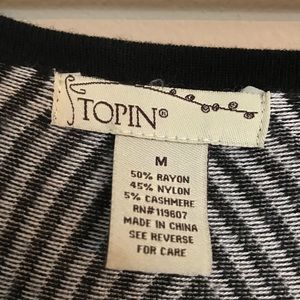 TOPIN®
M
50% RAYON
45% NYLON
5% CASHMERE
RN#119607
MADE IN CHINA
SEE REVERSE
FOR CARE